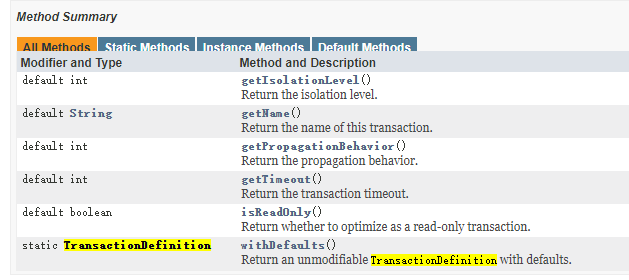 Method Summary
All Methods Static Methods Instance Methods Default Methods
Modifier and Type Method and Description
default int getIsolationLevel()
Return the isolation level.
default String getName()
Return the name of this transaction.
default int getPropagationBehavior()
Return the propagation behavior.
default int getTimeout()
Return the transaction timeout.
default boolean isReadOnly()
Return whether to optimize as a read-only transaction.
static TransactionDefinition withDefaults()
Return an unmodifiable TransactionDefinition with defaults.